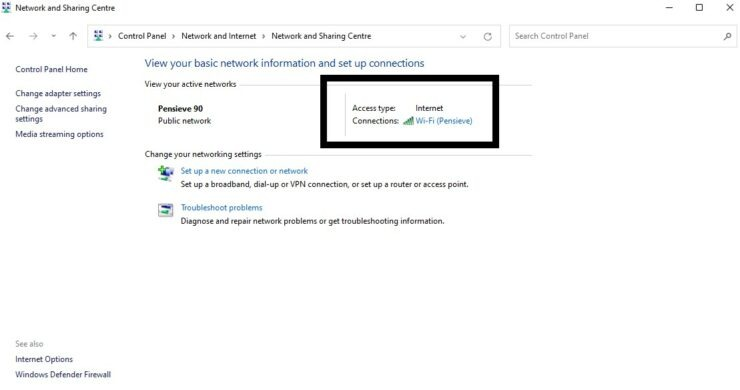 Network and Sharing Centre
Control Panel > Network and Internet > Network and Sharing Centre
Search Control Panel
Control Panel Home
Change adapter settings
Change advanced sharing
settings
Media streaming options
View your basic network information and set up connections
View your active networks
Pensieve 90
Public network
Access type: Internet
Connections: Wi-Fi (Pensieve)
Change your networking settings
Set up a new connection or network
Set up a broadband, dial-up or VPN connection, or set up a router or access point.
Troubleshoot problems
Diagnose and repair network problems or get troubleshooting information.
See also
Internet Options
Windows Defender Firewall